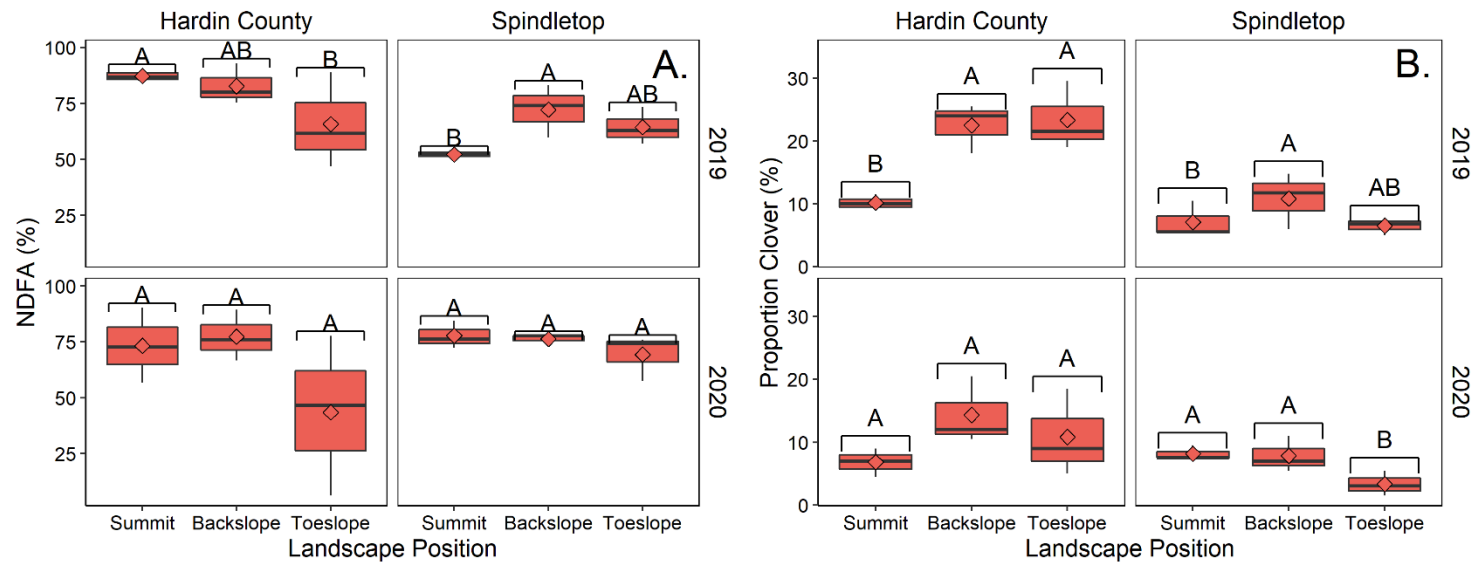 Hardin County
Spindletop
A.
NDFA (%)
100
75
50
25
A
AB
B
B
A
AB
2019
100
75
50
25
A
A
A
A
A
A
2020
Summit
Backslope
Toeslope
Summit
Backslope
Toeslope
Landscape Position
Hardin County
Spindletop
B.
Proportion Clover (%)
30
20
10
0
B
A
A
B
A
AB
2019
30
20
10
0
A
A
A
A
A
B
2020
Summit
Backslope
Toeslope
Summit
Backslope
Toeslope
Landscape Position